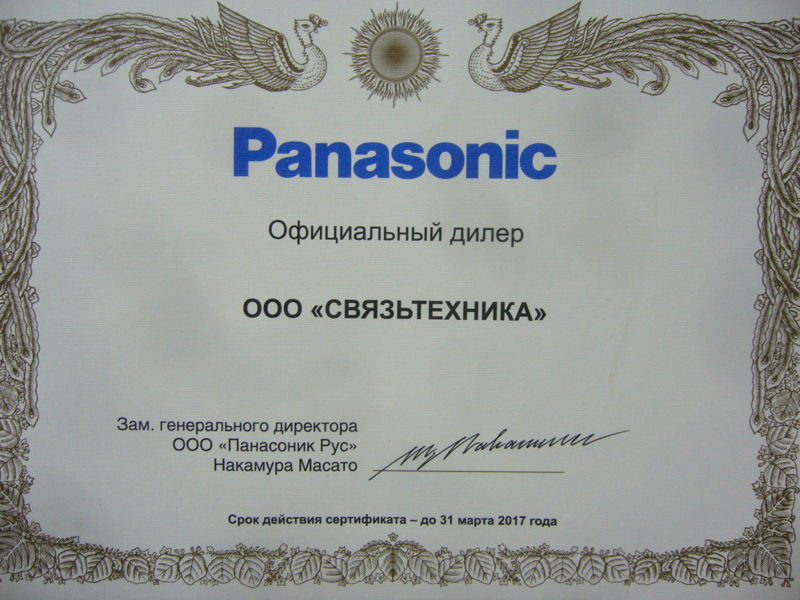 Panasonic
Официальный дилер
ООО «СВЯЗЬТЕХНИКА»
Зам. генерального директора
ООО «Панасоник Рус»
Накамура Масато
Срок действия сертификата – до 31 марта 2017 года